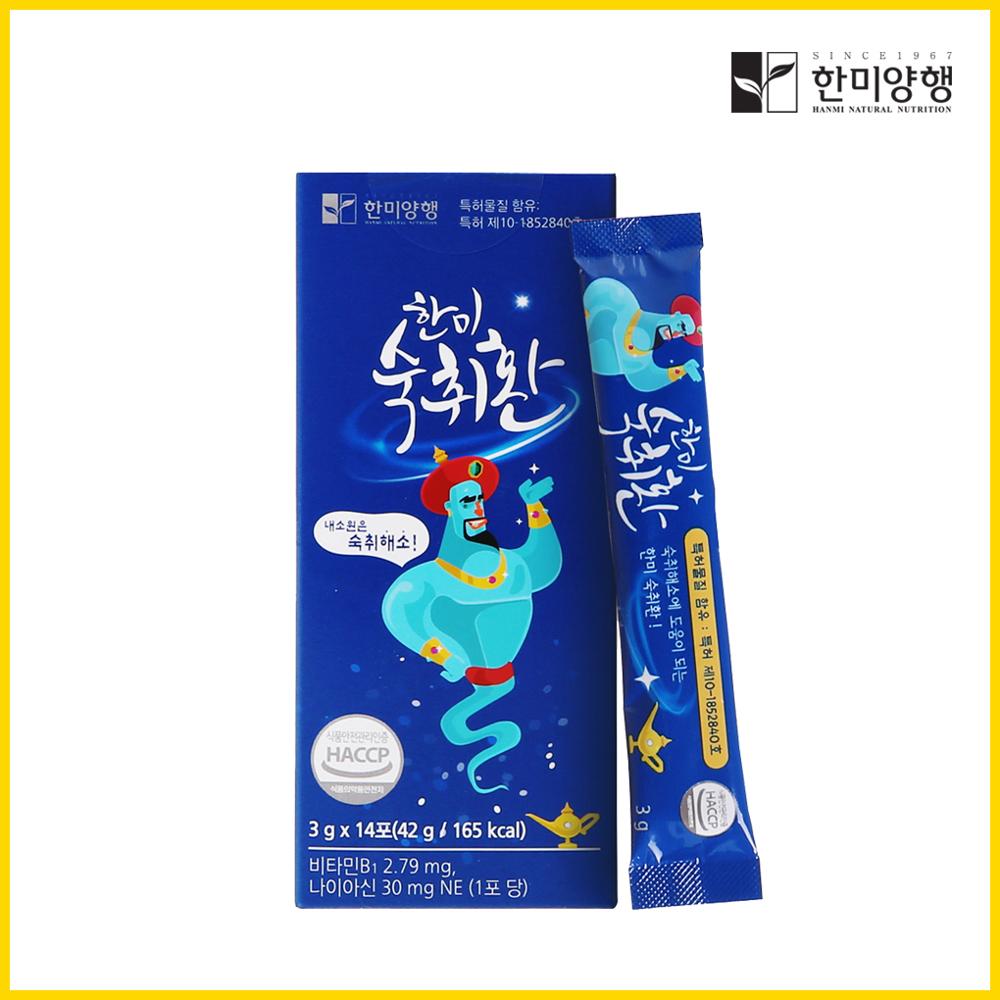 SINCE1967
한미양행
HANMI NATURAL NUTRITION
한미양행
HANMI NATURAL NUTRITION
특허물질 함유:
특허 제10-1852840호
한미
숙취환
내소원은
숙취해소!
식품안전관리인증
HACCP
식품의약품안전처
3 g x 14포(42 g / 165 kcal)
비타민B1 2.79 mg,
나이아신 30 mg NE (1포 당)
한미
숙취환
특허물질 함유 : 특허 제10-1852840호
숙취해소에 도움이 되는
한미 숙취환 !
HACCP
3 g